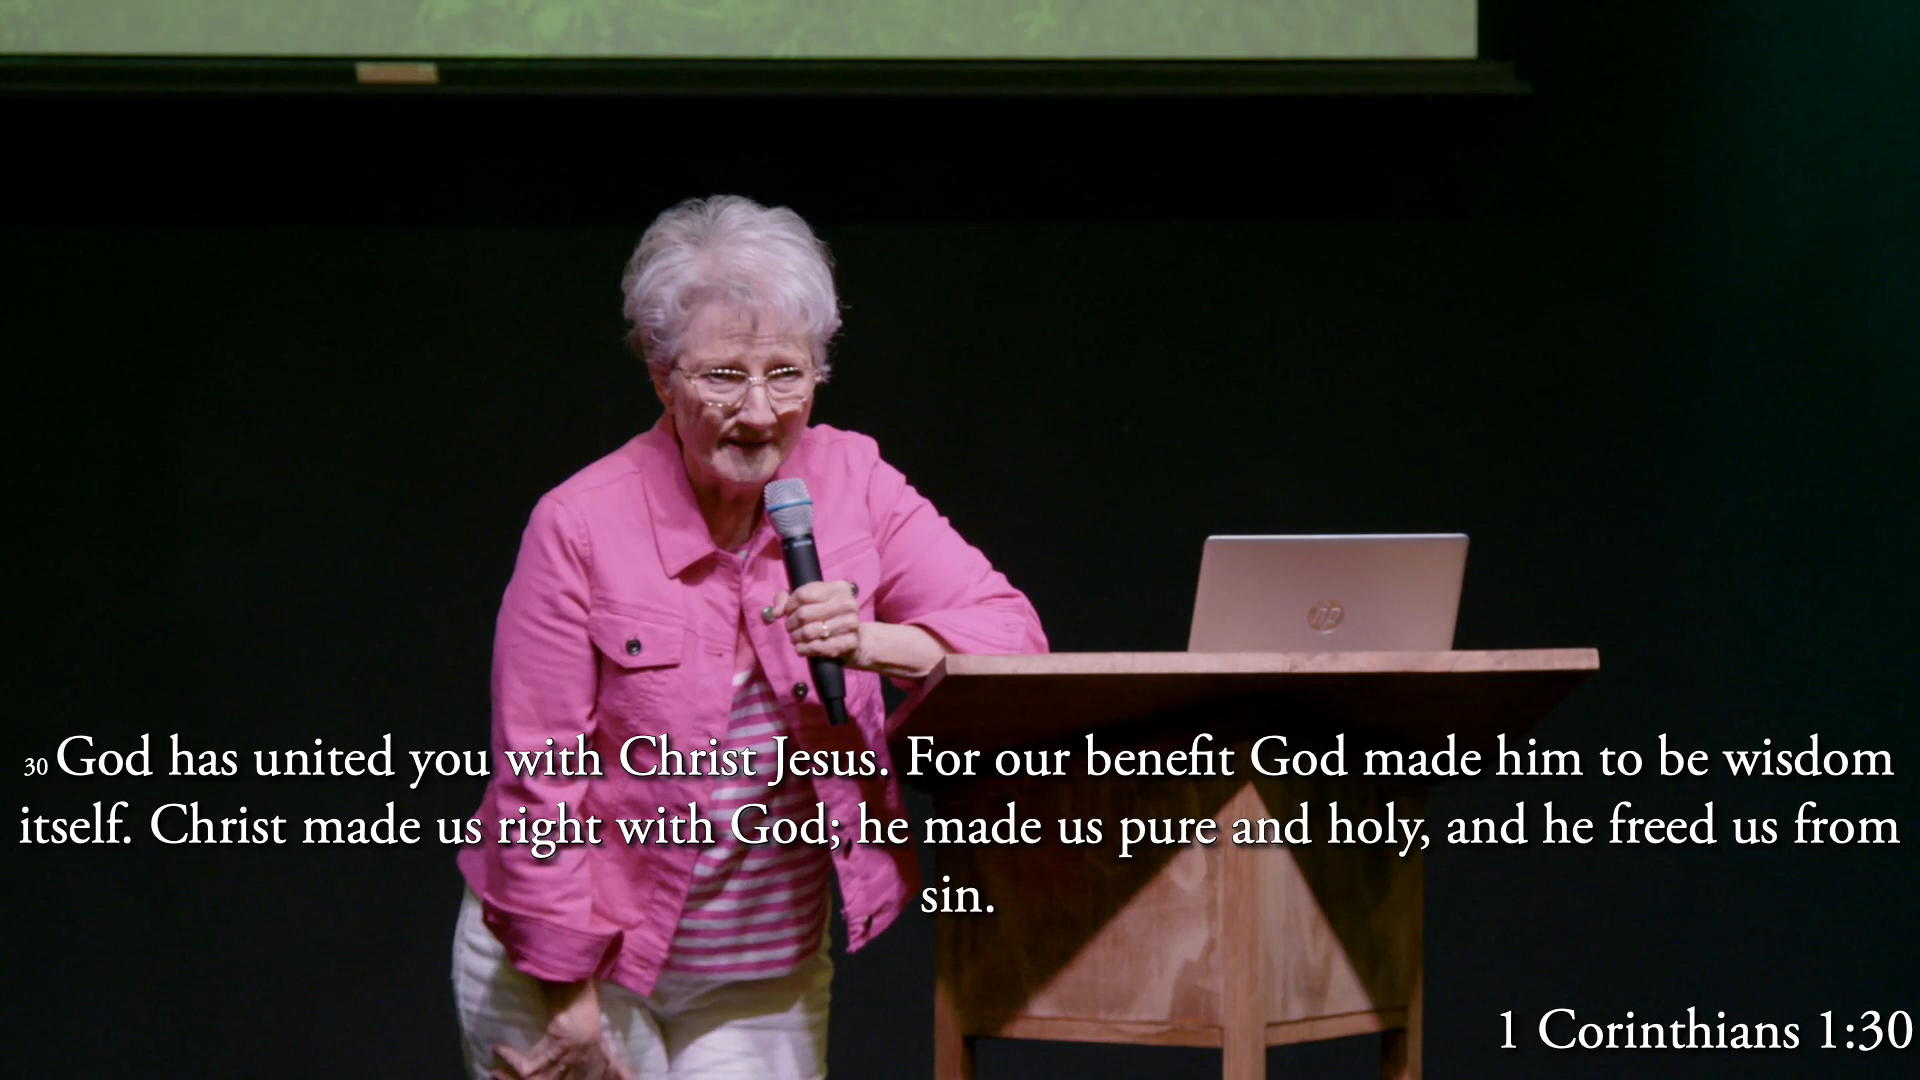 hp
30 God has united you with Christ Jesus. For our benefit God made him to be wisdom
itself. Christ made us right with God; he made us pure and holy, and he freed us from
sin.
1 Corinthians 1:30